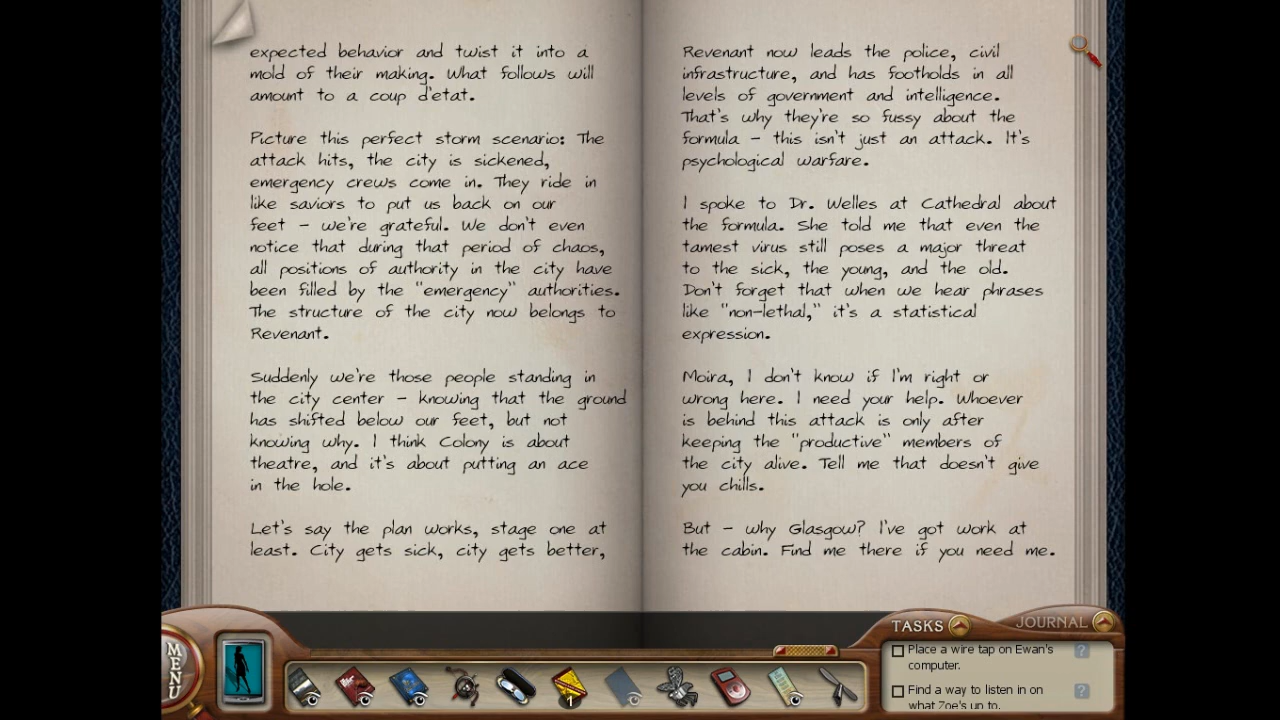 expected behavior and twist it into a
mold of their making. What follows will
amount to a coup d'etat.
Picture this perfect storm scenario: The
attack hits, the city is sickened,
emergency crews come in. They ride in
like saviors to put us back on our
feet - we're grateful. We don't even
notice that during that period of chaos,
all positions of authority in the city have
been filled by the "emergency" authorities.
The structure of the city now belongs to
Revenant.
Suddenly we're those people standing in
the city center - knowing that the ground
has shifted below our feet, but not
knowing why. I think Colony is about
theatre, and it's about putting an ace
in the hole.
Let's say the plan works, stage one at
least. City gets sick, city gets better,
Revenant now leads the police, civil
infrastructure, and has footholds in all
levels of government and intelligence.
That's why they're so fussy about the
formula - this isn't just an attack. It's
psychological warfare.
I spoke to Dr. Welles at Cathedral about
the formula. She told me that even the
tamest virus still poses a major threat
to the sick, the young, and the old.
Don't forget that when we hear phrases
like "non-lethal," it's a statistical
expression.
Moira, I don't know if I'm right or
wrong here. I need your help. Whoever
is behind this attack is only after
keeping the "productive" members of
the city alive. Tell me that doesn't give
you chills.
But - why Glasgow? I've got work at
the cabin. Find me there if you need me.
MENU
1
TASKS
JOURNAL
Place a wire tap on Ewan's
computer.
?
Find a way to listen in on
what Zoe's up to.
?